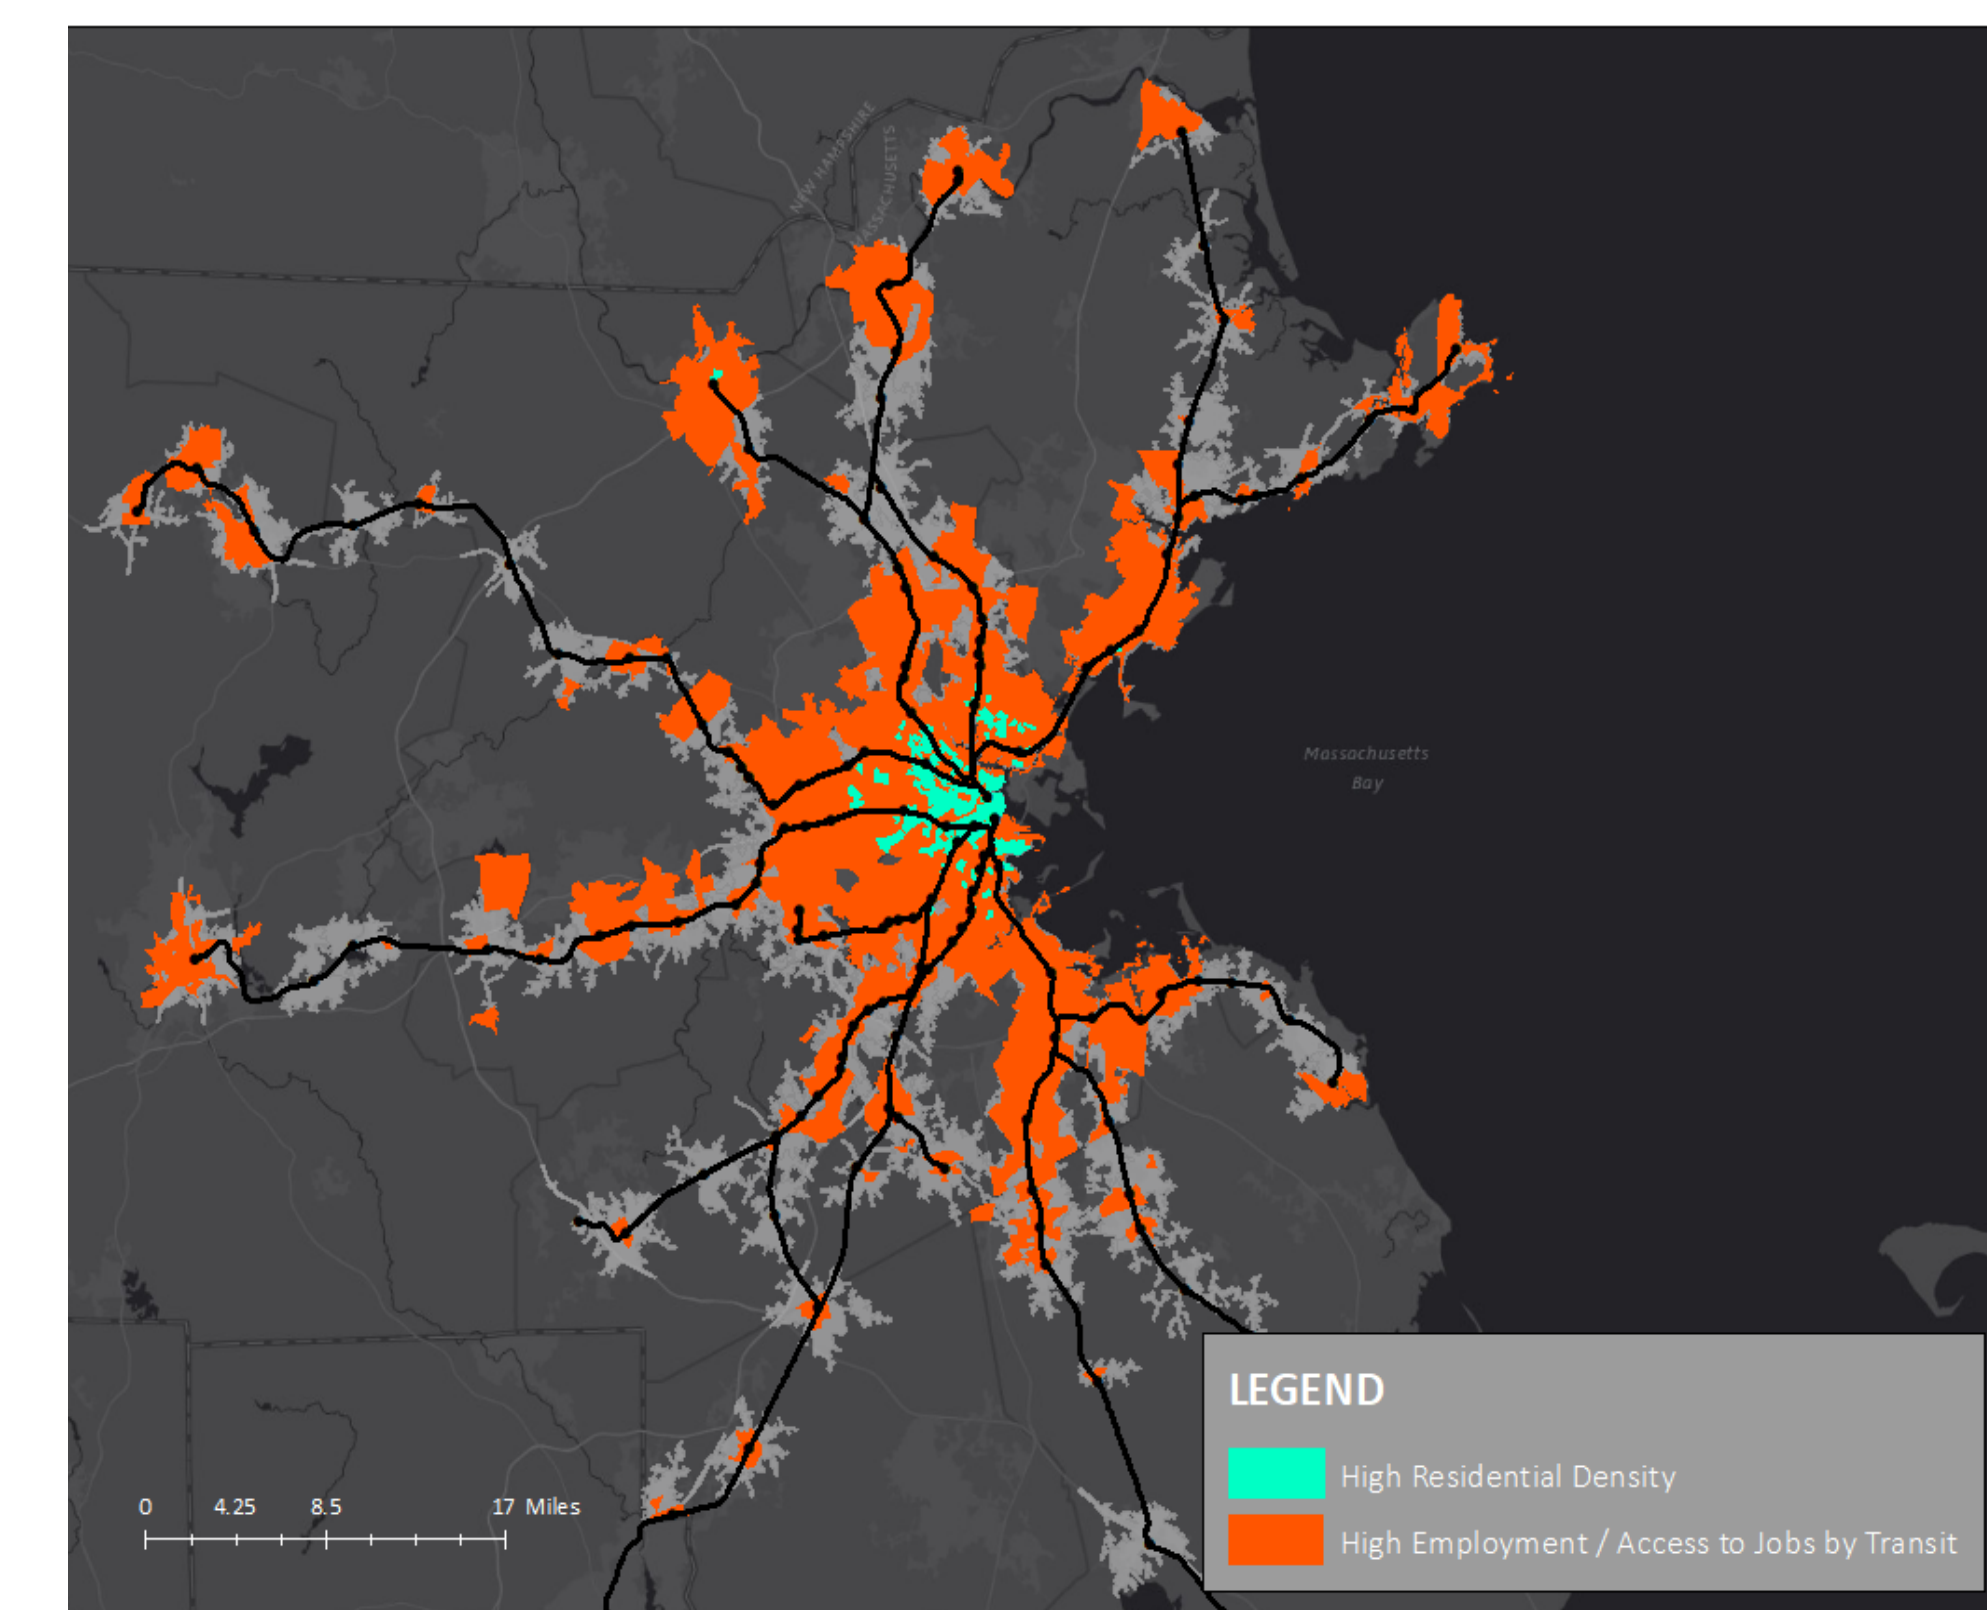 NEW HAMPSHIRE
MASSACHUSETTS
Massachusetts
Bay
LEGEND
High Residential Density
High Employment / Access to Jobs by Transit
0 4.25 8.5 17 Miles